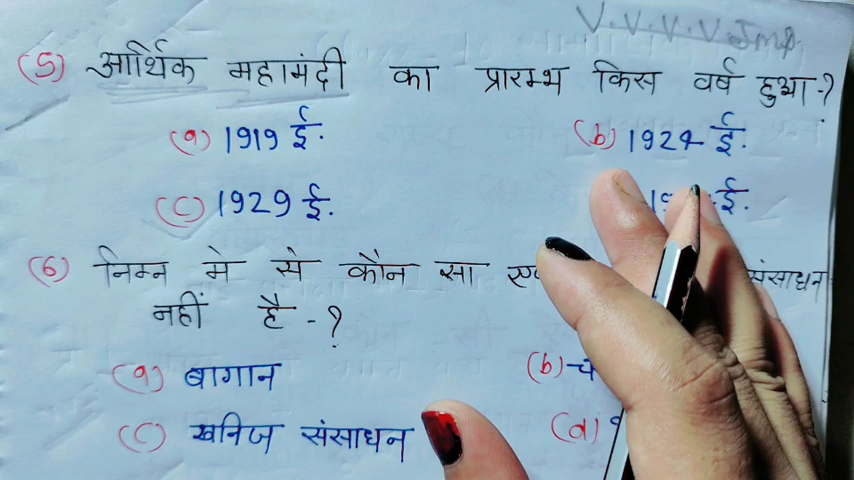 V.V.V.V.Imp.
(5) आर्थिक महामंदी का प्रारम्भ किस वर्ष हुआ-?
(a) 1919 ई. (b) 1924 ई.
(C) 1929 ई. ई.
(6) निम्न मे से कौन सा संसाधन
नहीं है -?
(a) बागान (b)
(C) खनिज संसाधन (d)